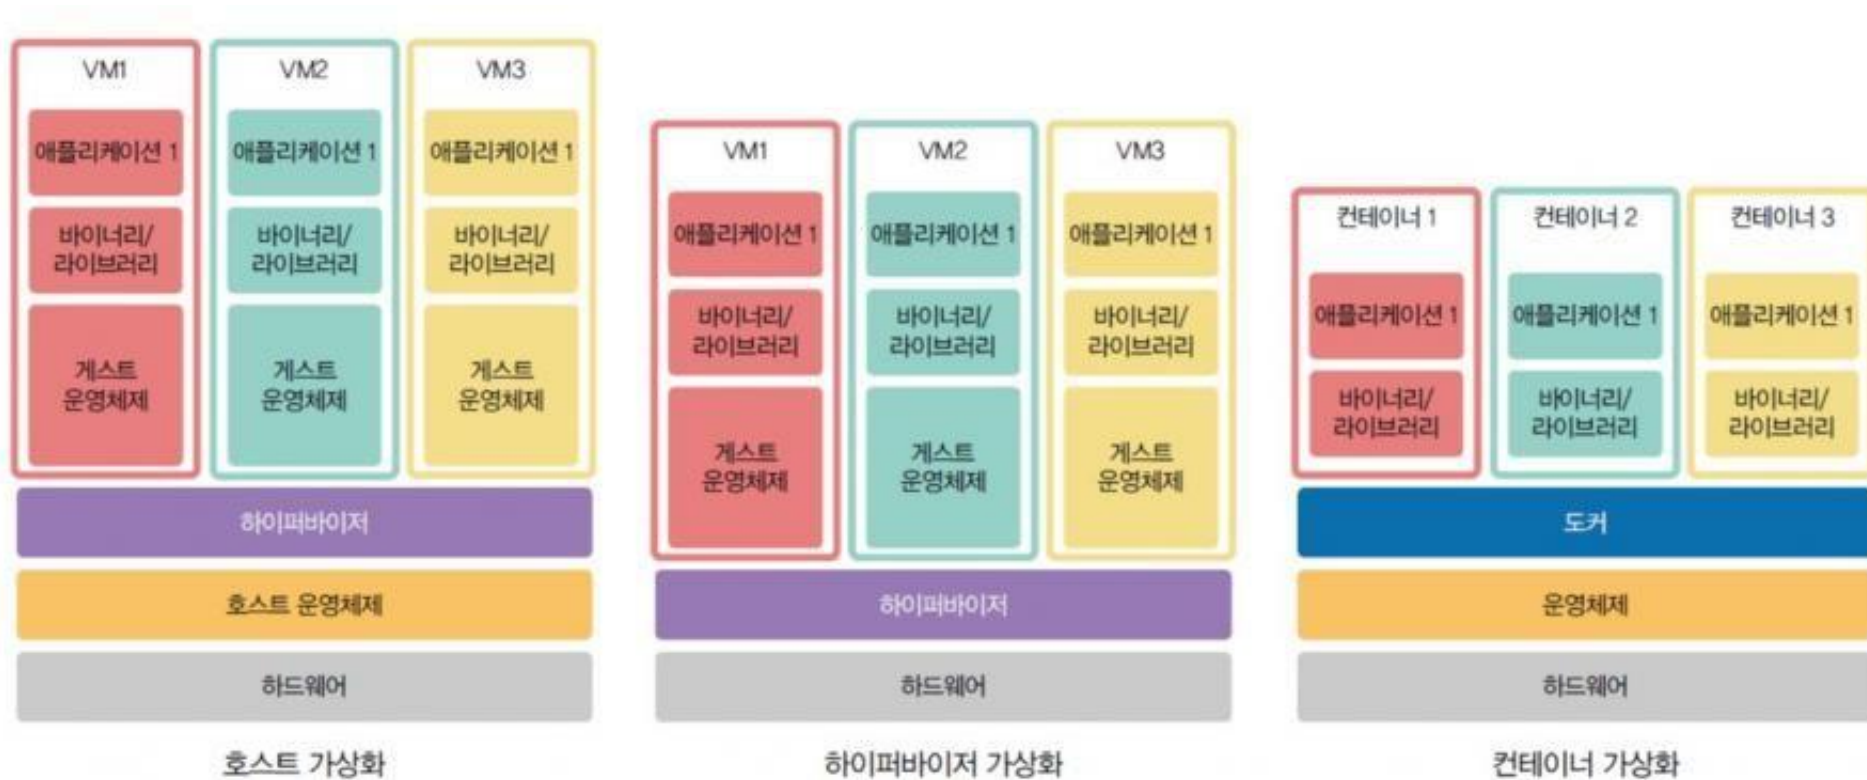 VM1
애플리케이션 1
바이너리/
라이브러리
게스트
운영체제
VM2
애플리케이션 1
바이너리/
라이브러리
게스트
운영체제
VM3
애플리케이션 1
바이너리/
라이브러리
게스트
운영체제
하이퍼바이저
호스트 운영체제
하드웨어
호스트 가상화
VM1
애플리케이션 1
바이너리/
라이브러리
게스트
운영체제
VM2
애플리케이션 1
바이너리/
라이브러리
게스트
운영체제
VM3
애플리케이션 1
바이너리/
라이브러리
게스트
운영체제
하이퍼바이저
하드웨어
하이퍼바이저 가상화
컨테이너 1
애플리케이션 1
바이너리/
라이브러리
컨테이너 2
애플리케이션 1
바이너리/
라이브러리
컨테이너 3
애플리케이션 1
바이너리/
라이브러리
도커
운영체제
하드웨어
컨테이너 가상화